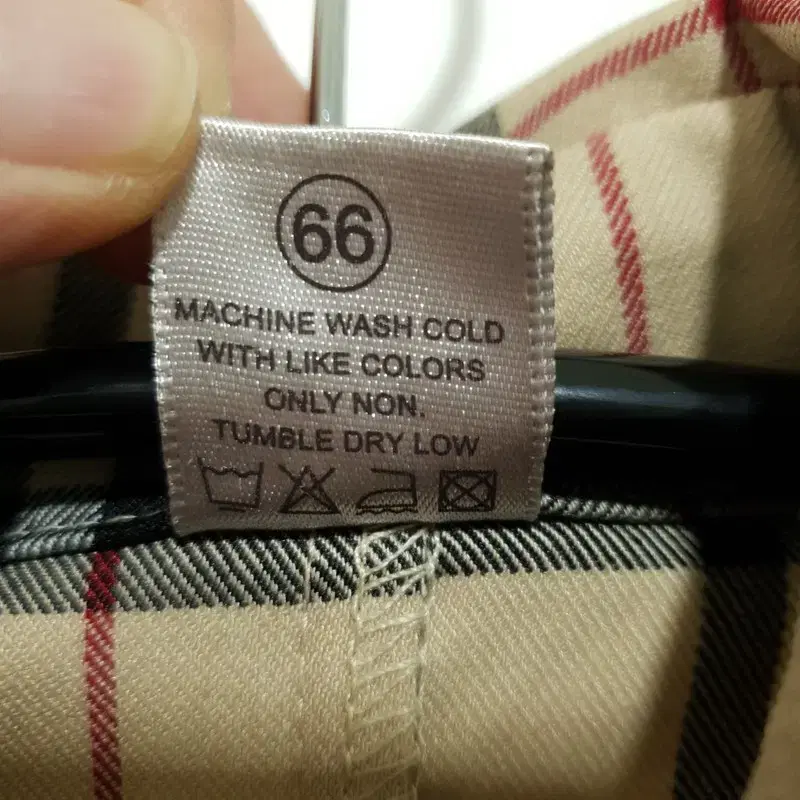 66
MACHINE WASH COLD
WITH LIKE COLORS
ONLY NON.
TUMBLE DRY LOW